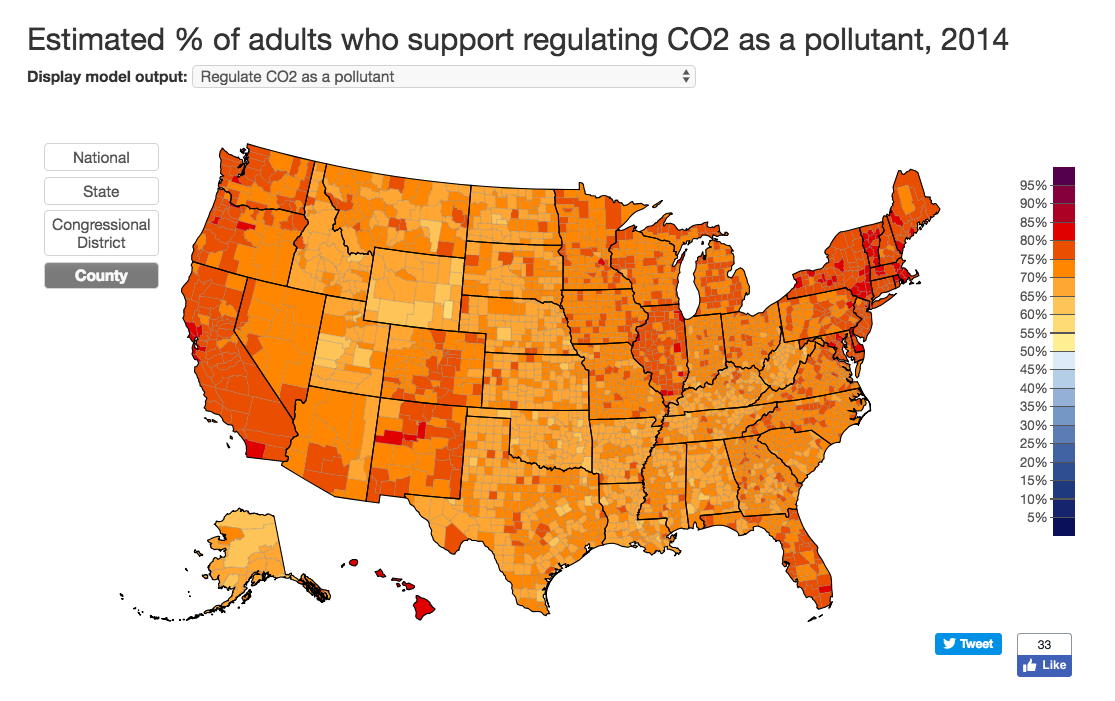 Estimated % of adults who support regulating CO2 as a pollutant, 2014
Display model output: Regulate CO2 as a pollutant
National
State
Congressional
District
County
95%
90%
85%
80%
75%
70%
65%
60%
55%
50%
45%
40%
35%
30%
25%
20%
15%
10%
5%
Tweet
33
Like